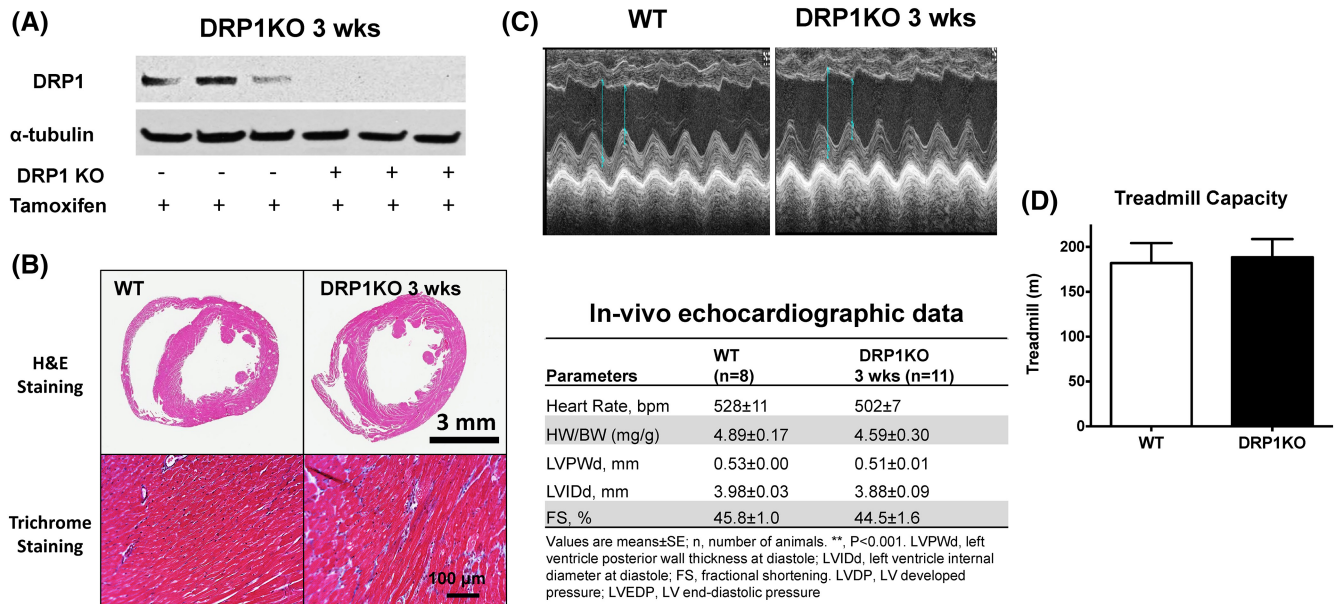 (A)
DRP1KO 3 wks
DRP1
α-tubulin
DRP1 KO - - - + + +
Tamoxifen + + + + + +
(B)
WT
DRP1KO 3 wks
H&E
Staining
3 mm
Trichrome
Staining
100 µm
(C)
WT
DRP1KO 3 wks
In-vivo echocardiographic data
Parameters WT (n=8) DRP1KO 3 wks (n=11)
Heart Rate, bpm 528±11 502±7
HW/BW (mg/g) 4.89±0.17 4.59±0.30
LVPWd, mm 0.53±0.00 0.51±0.01
LVIDd, mm 3.98±0.03 3.88±0.09
FS, % 45.8±1.0 44.5±1.6
Values are means±SE; n, number of animals. **, P<0.001. LVPWd, left
ventricle posterior wall thickness at diastole; LVIDd, left ventricle internal
diameter at diastole; FS, fractional shortening. LVDP, LV developed
pressure; LVEDP, LV end-diastolic pressure
(D)
Treadmill Capacity
Treadmill (m)
200
150
100
50
0
WT
DRP1KO